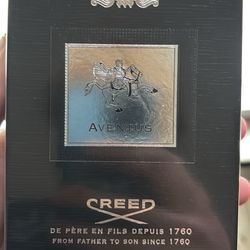 AVENTUS
CREED
DE PÈRE EN FILS DEPUIS 1760
FROM FATHER TO SON SINCE 1760